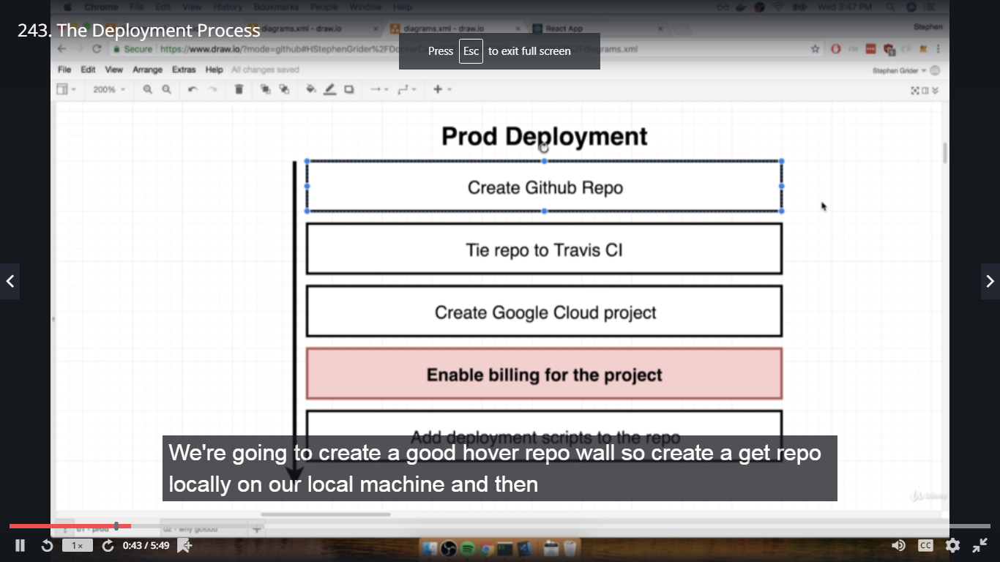 Chrome File Edit View History Bookmarks People Window Help Wed 3:47 PM
243. The Deployment Process
diagrams.xml - draw.io
diagrams.xml - draw.io
React App
Stephen
Press Esc to exit full screen
Secure https://www.draw.io/?mode=github#HStephenGrider%2FDo
grams.xml
File Edit View Arrange Extras Help All changes saved
Stephen Grider
200%
Prod Deployment
Create Github Repo
Tie repo to Travis CI
Create Google Cloud project
Enable billing for the project
Add deployment scripts to the repo
We're going to create a good hover repo wall so create a get repo
locally on our local machine and then
Udemy
01 - prod 02 - why gcloud
1x 0:43 / 5:49 CC